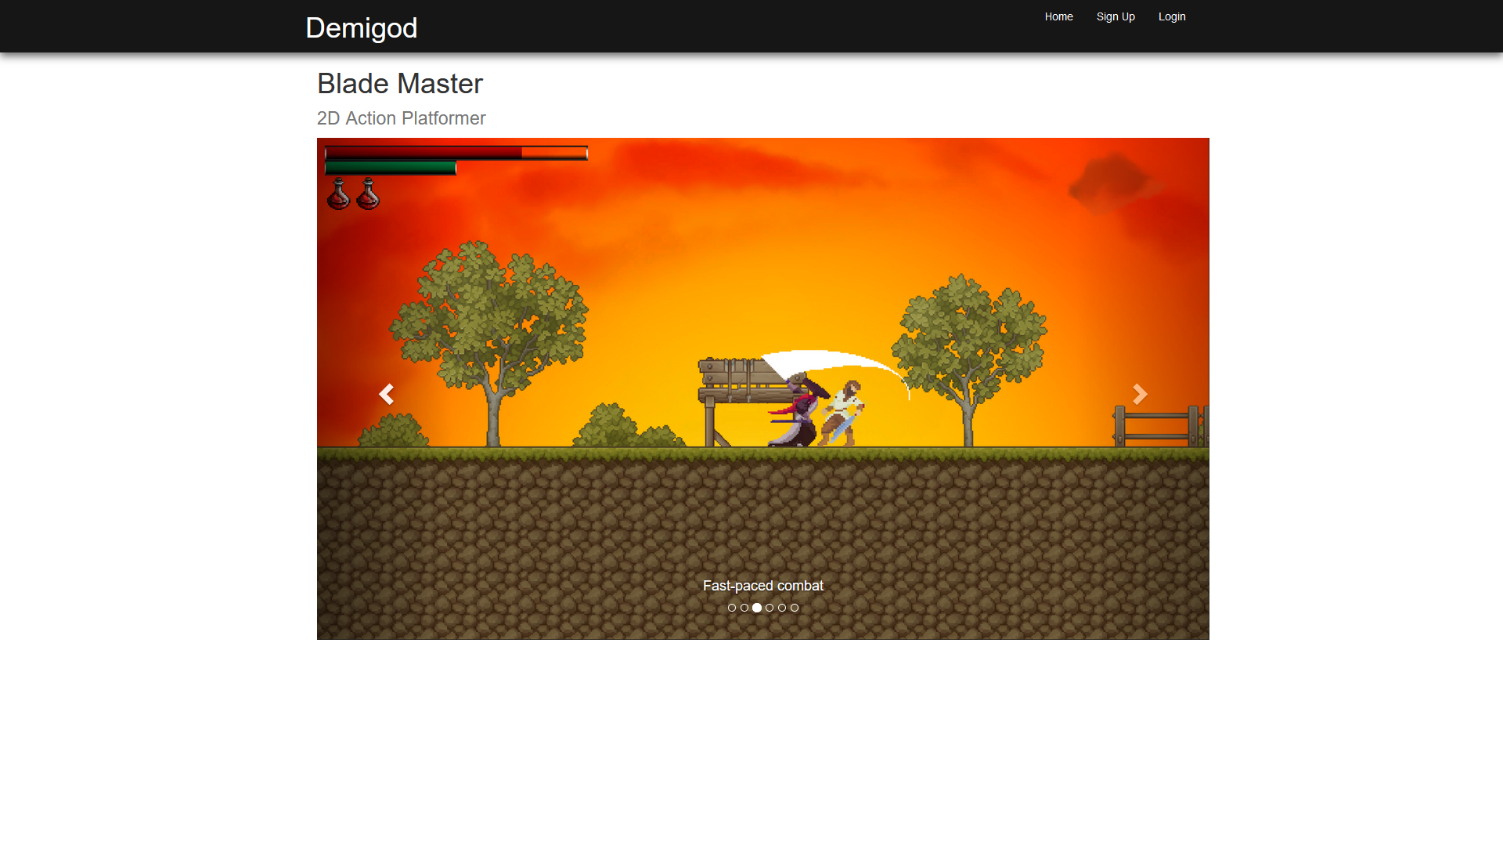 Demigod
Home
Sign Up
Login
Blade Master
2D Action Platformer
Fast-paced combat